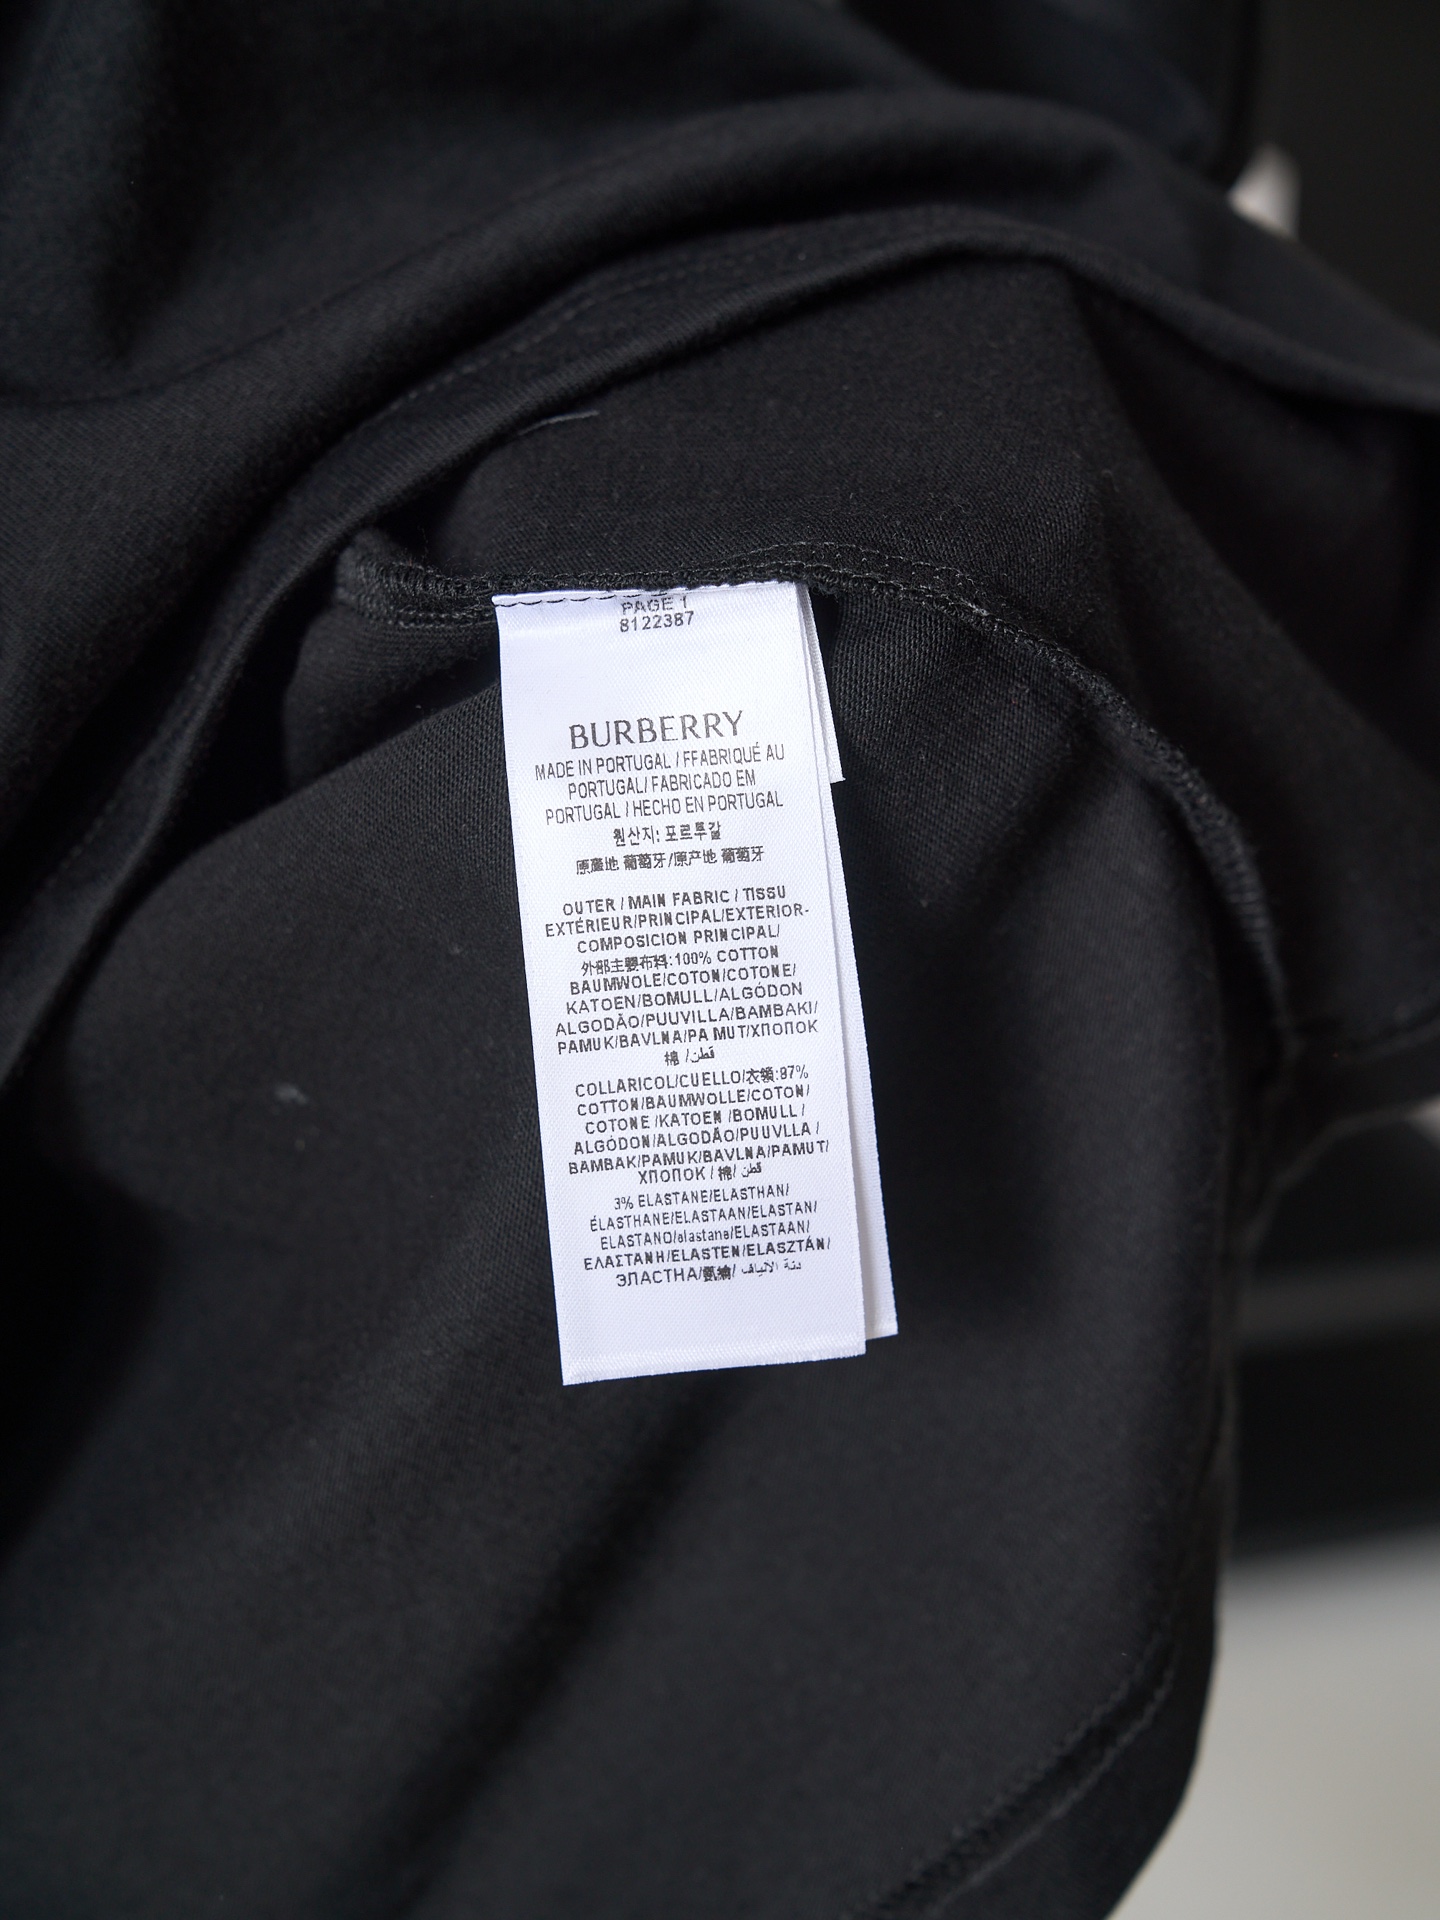 PAGE 1
8122387
BURBERRY
MADE IN PORTUGAL / FFABRIQUÉ AU
PORTUGAL/ FABRICADO EM
PORTUGAL / HECHO EN PORTUGAL
원산지: 포르투갈
原產地 葡萄牙/原产地 葡萄牙
OUTER / MAIN FABRIC / TISSU
EXTÉRIEUR/PRINCIPAL/EXTERIOR-
COMPOSICION PRINCIPAL/
外部主要布料:100% COTTON
BAUMWOLE/COTON/COTONE/
KATOEN/BOMULL/ALGÓDON
ALGODÃO/PUUVILLA/BAMBAKI/
PAMUK/BAVLNA/PA MUT/ХПОПОК
棉 /قطن
COLLARICOL/CUELLO/衣領:97%
COTTON/BAUMWOLLE/COTON/
COTONE /KATOEN /BOMULL /
ALGÓDON/ALGODÃO/PUUVLLA /
BAMBAK/PAMUK/BAVLNA/PAMUT/
ХПОПОК / 棉/ قطن
3% ELASTANE/ELASTHAN/
ÉLASTHANE/ELASTAAN/ELASTAN/
ELASTANO/elastane/ELASTAAN/
ΕΛΑΣΤΑΝΗ/ELASTEN/ELASZTÁN/
ЭЛАСТНА/